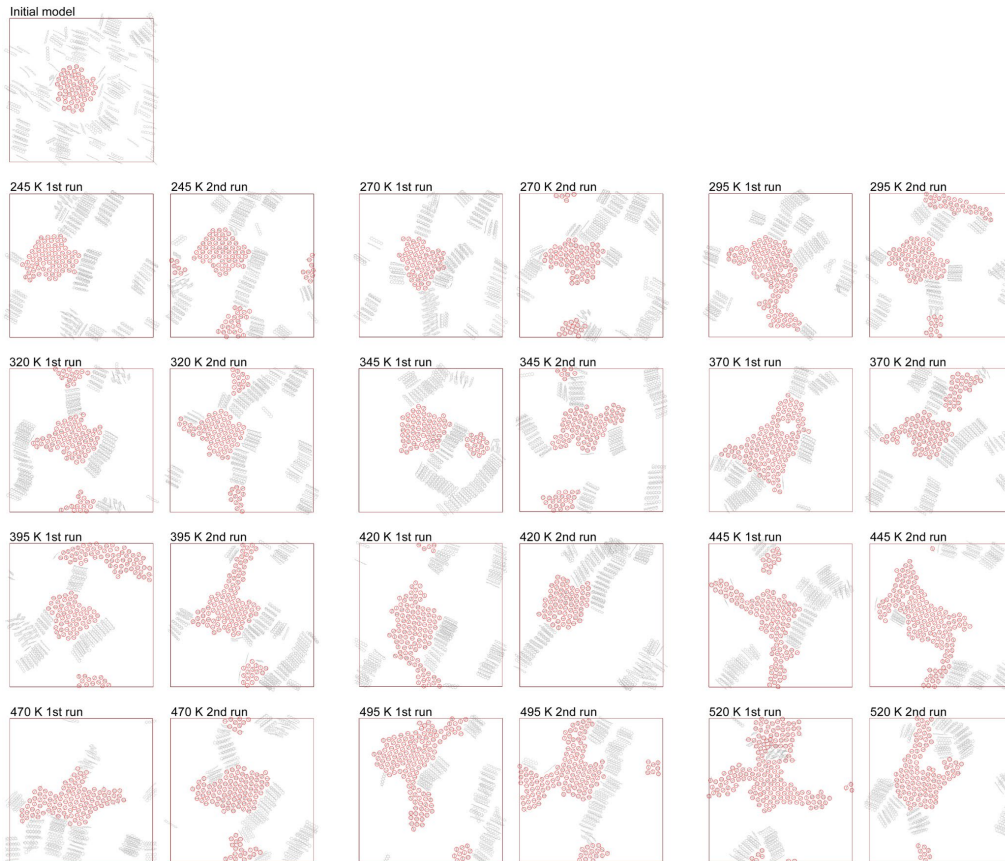 Initial model
245 K 1st run
245 K 2nd run
270 K 1st run
270 K 2nd run
295 K 1st run
295 K 2nd run
320 K 1st run
320 K 2nd run
345 K 1st run
345 K 2nd run
370 K 1st run
370 K 2nd run
395 K 1st run
395 K 2nd run
420 K 1st run
420 K 2nd run
445 K 1st run
445 K 2nd run
470 K 1st run
470 K 2nd run
495 K 1st run
495 K 2nd run
520 K 1st run
520 K 2nd run